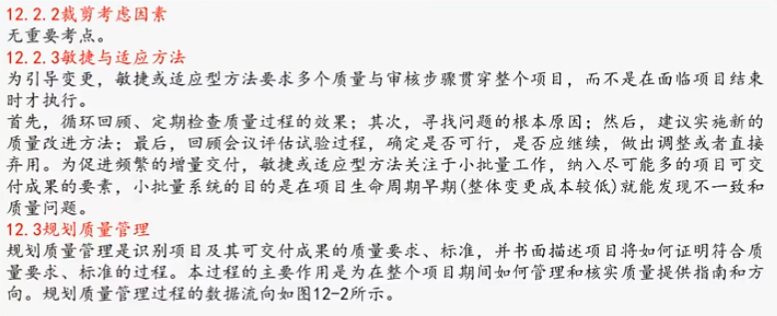 12.2.2裁剪考虑因素
无重要考点。
12.2.3敏捷与适应方法
为引导变更，敏捷或适应型方法要求多个质量与审核步骤贯穿整个项目，而不是在面临项目结束
时才执行。
首先，循环回顾、定期检查质量过程的效果；其次，寻找问题的根本原因；然后，建议实施新的
质量改进方法；最后，回顾会议评估试验过程，确定是否可行，是否应继续，做出调整或者直接
弃用。为促进频繁的增量交付，敏捷或适应型方法关注于小批量工作，纳入尽可能多的项目可交
付成果的要素，小批量系统的目的是在项目生命周期早期(整体变更成本较低)就能发现不一致和
质量问题。
12.3规划质量管理
规划质量管理是识别项目及其可交付成果的质量要求、标准，并书面描述项目将如何证明符合质
量要求、标准的过程。本过程的主要作用是为在整个项目期间如何管理和核实质量提供指南和方
向。规划质量管理过程的数据流向如图12-2所示。